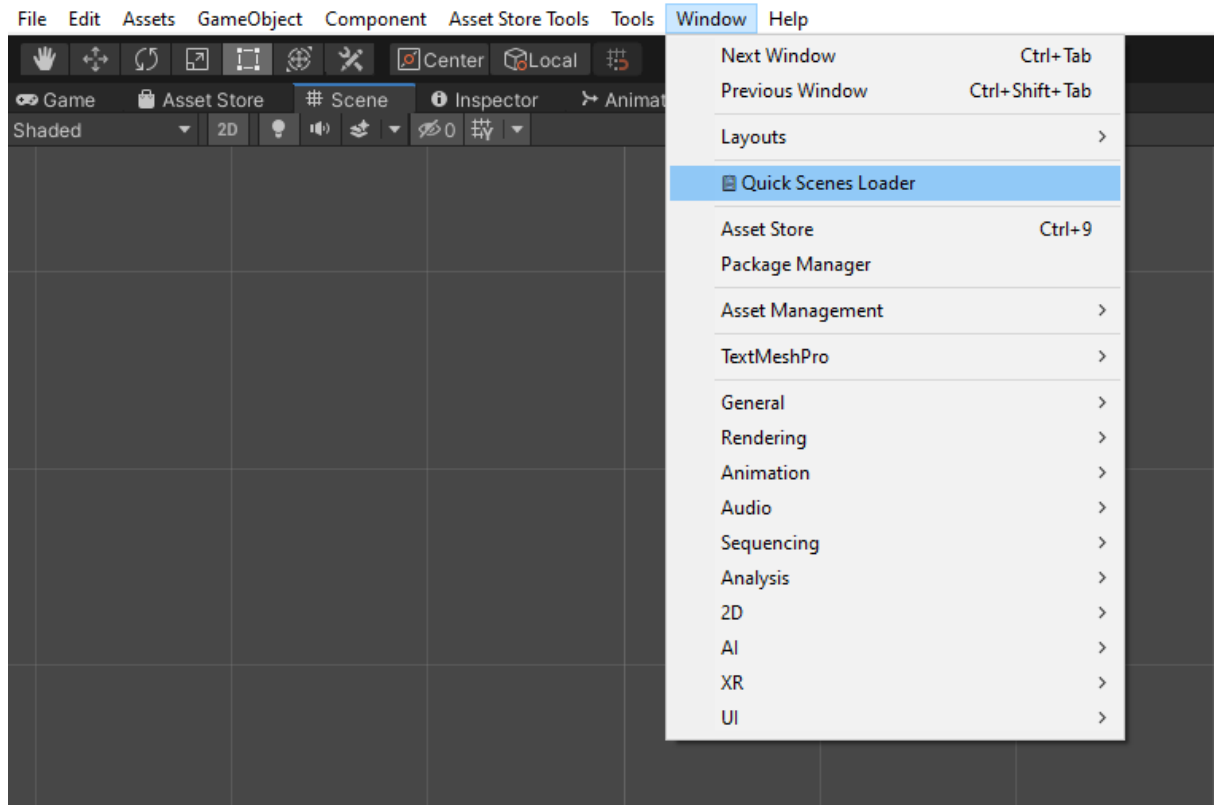 File Edit Assets GameObject Component Asset Store Tools Tools Window Help
Center Local
Game Asset Store Scene Inspector Animat
Shaded 2D 0
Next Window Ctrl+Tab
Previous Window Ctrl+Shift+Tab
Layouts
Quick Scenes Loader
Asset Store Ctrl+9
Package Manager
Asset Management
TextMeshPro
General
Rendering
Animation
Audio
Sequencing
Analysis
2D
AI
XR
UI